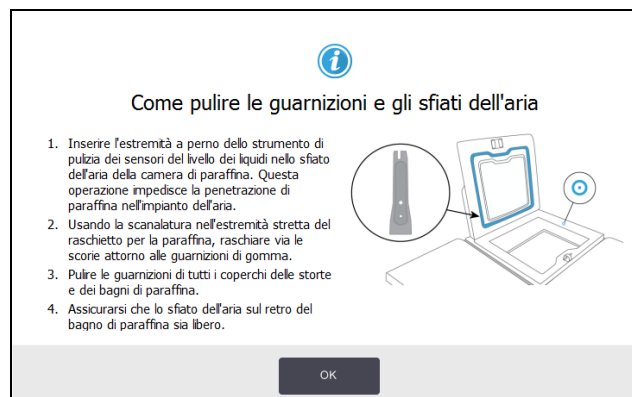 Come pulire le guarnizioni e gli sfiati dell'aria
1. Inserire l'estremità a perno dello strumento di
pulizia dei sensori del livello dei liquidi nello sfiato
dell'aria della camera di paraffina. Questa
operazione impedisce la penetrazione di
paraffina nell'impianto dell'aria.
2. Usando la scanalatura nell'estremità stretta del
raschietto per la paraffina, raschiare via le
scorie attorno alle guarnizioni di gomma.
3. Pulire le guarnizioni di tutti i coperchi delle storte
e dei bagni di paraffina.
4. Assicurarsi che lo sfiato dell'aria sul retro del
bagno di paraffina sia libero.
OK